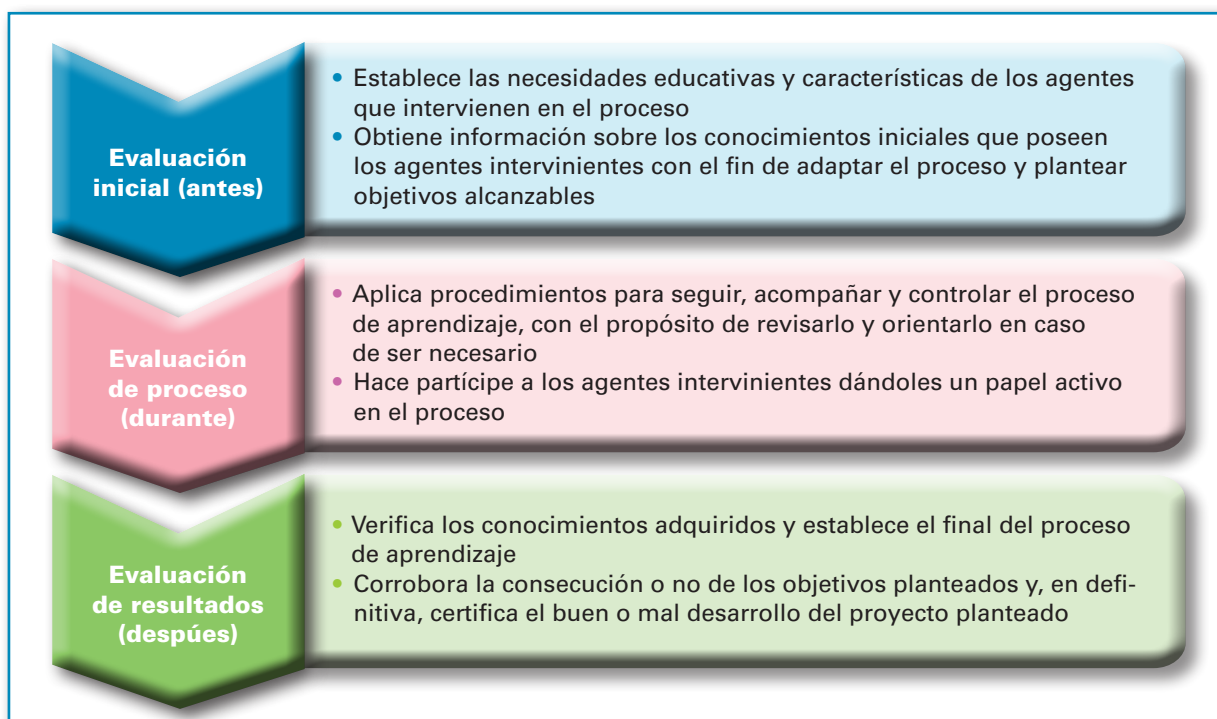 Evaluación
inicial (antes)
• Establece las necesidades educativas y características de los agentes
que intervienen en el proceso
• Obtiene información sobre los conocimientos iniciales que poseen
los agentes intervinientes con el fin de adaptar el proceso y plantear
objetivos alcanzables
Evaluación
de proceso
(durante)
• Aplica procedimientos para seguir, acompañar y controlar el proceso
de aprendizaje, con el propósito de revisarlo y orientarlo en caso
de ser necesario
• Hace partícipe a los agentes intervinientes dándoles un papel activo
en el proceso
Evaluación
de resultados
(despúes)
• Verifica los conocimientos adquiridos y establece el final del proceso
de aprendizaje
• Corrobora la consecución o no de los objetivos planteados y, en defi-
nitiva, certifica el buen o mal desarrollo del proyecto planteado